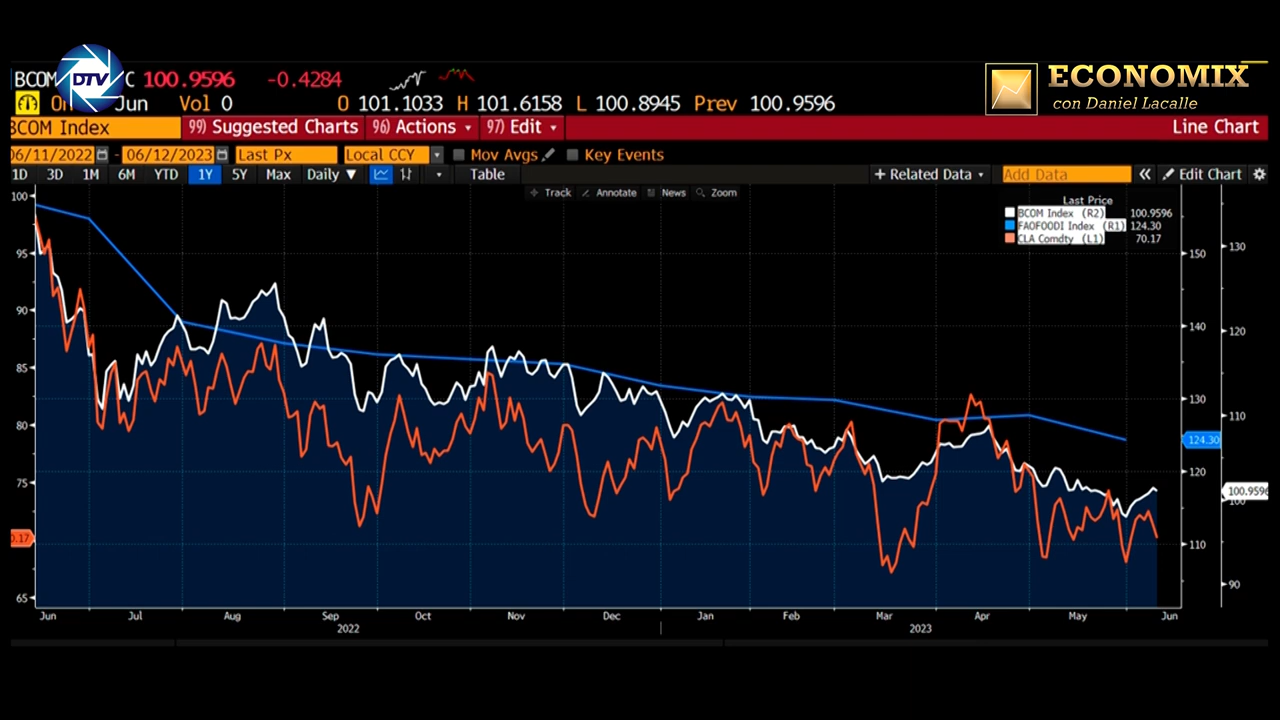 BCOM C 100.9596 -0.4284
DTV
ECONOMIX
con Daniel Lacalle
On Jun Vol 0 O 101.1033 H 101.6158 L 100.8945 Prev 100.9596
BCOM Index 99) Suggested Charts 96) Actions 97) Edit Line Chart
06/11/2022 - 06/12/2023 Last Px Local CCY Mov Avgs Key Events
1D 3D 1M 6M YTD 1Y 5Y Max Daily ▼ Table + Related Data Add Data « Edit Chart
Track Annotate News Zoom
Last Price
BCOM Index (R2) 100.9596
FAOFOODI Index (R1) 124.30
CLA Comdty (L1) 70.17
100
95
90
85
80
75
0.17
65
150
140
130
120
110
124.30
130
120
110
100.9596
100
90
Jun Jul Aug Sep Oct Nov Dec Jan Feb Mar Apr May Jun
2022 2023